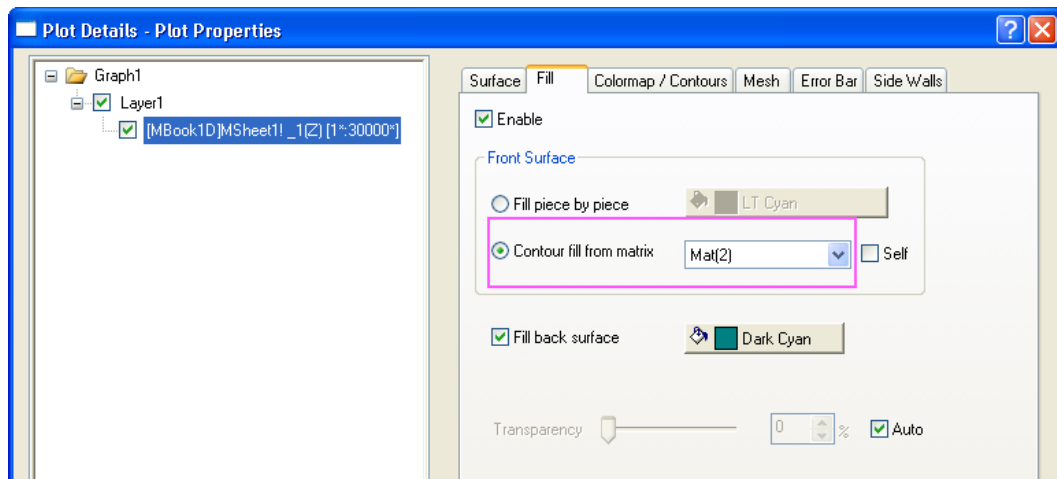 Plot Details - Plot Properties
Graph1
Layer1
[MBook1D]MSheet1! _1(Z) [1*:30000*]
Surface Fill Colormap / Contours Mesh Error Bar Side Walls
Enable
Front Surface
Fill piece by piece LT Cyan
Contour fill from matrix Mat(2) Self
Fill back surface Dark Cyan
Transparency 0 % Auto